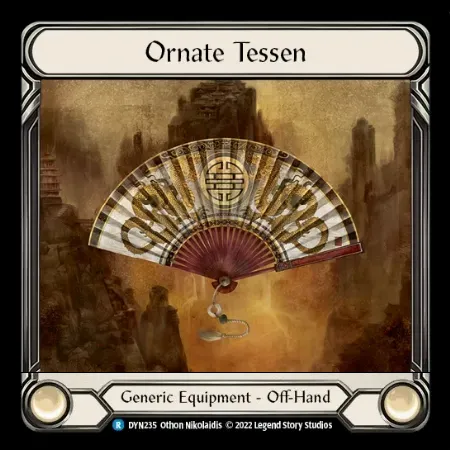 Ornate Tessen
Generic Equipment - Off-Hand
R DYN235 Othon Nikolaidis © 2022 Legend Story Studios